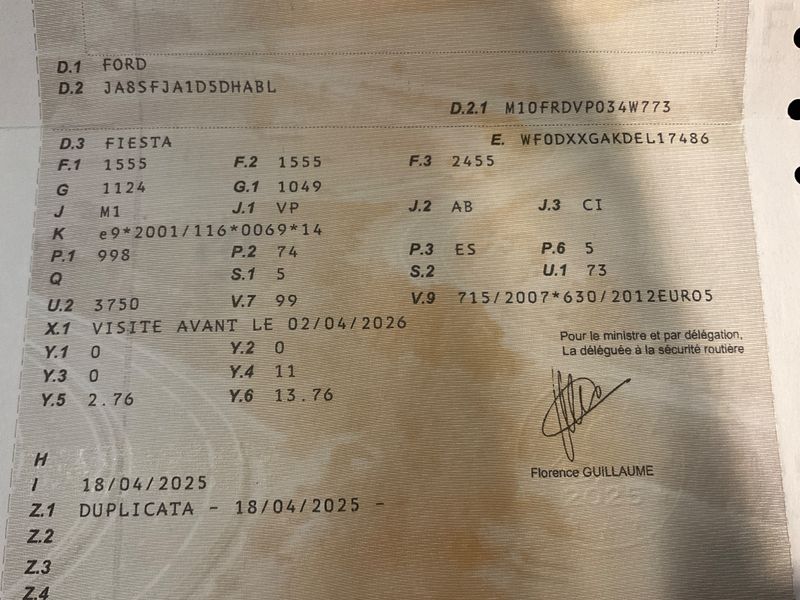 D.1 FORD
D.2 JA8SFJA1D5DHABL
D.2.1 M10FRDVP034W773
D.3 FIESTA E. WF0DXXGAKDEL17486
F.1 1555 F.2 1555 F.3 2455
G 1124 G.1 1049
J M1 J.1 VP J.2 AB J.3 CI
K e9*2001/116*0069*14
P.1 998 P.2 74 P.3 ES P.6 5
Q S.1 5 S.2 U.1 73
U.2 3750 V.7 99 V.9 715/2007*630/2012EURO5
X.1 VISITE AVANT LE 02/04/2026
Y.1 0 Y.2 0
Y.3 0 Y.4 11
Y.5 2.76 Y.6 13.76
Pour le ministre et par délégation,
La déléguée à la sécurité routière
Florence GUILLAUME
2025
H
I 18/04/2025
Z.1 DUPLICATA - 18/04/2025 -
Z.2
Z.3
Z.4